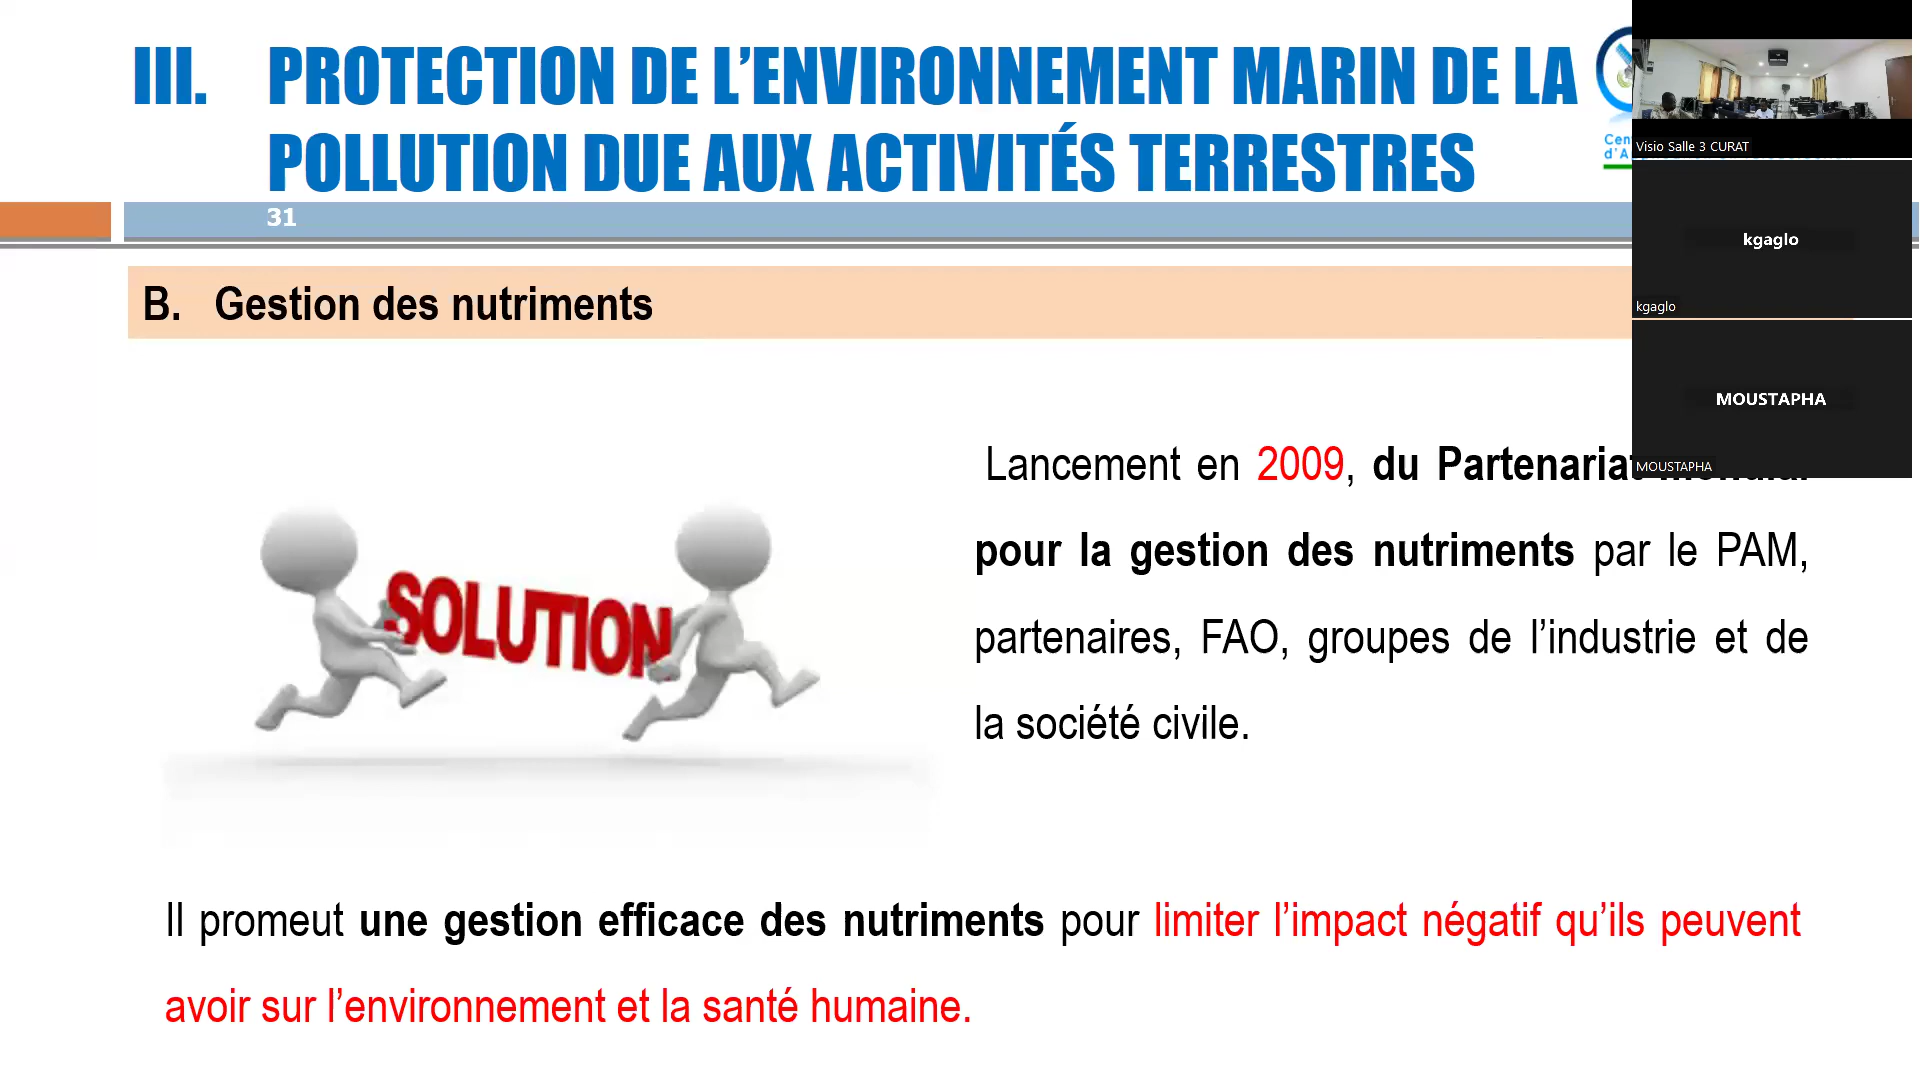 III. PROTECTION DE L’ENVIRONNEMENT MARIN DE LA
POLLUTION DUE AUX ACTIVITÉS TERRESTRES
31
B. Gestion des nutriments
SOLUTION
Lancement en 2009, du Partenariat
pour la gestion des nutriments par le PAM,
partenaires, FAO, groupes de l’industrie et de
la société civile.
Il promeut une gestion efficace des nutriments pour limiter l’impact négatif qu’ils peuvent
avoir sur l’environnement et la santé humaine.
Visio Salle 3 CURAT
kgaglo
kgaglo
MOUSTAPHA
MOUSTAPHA